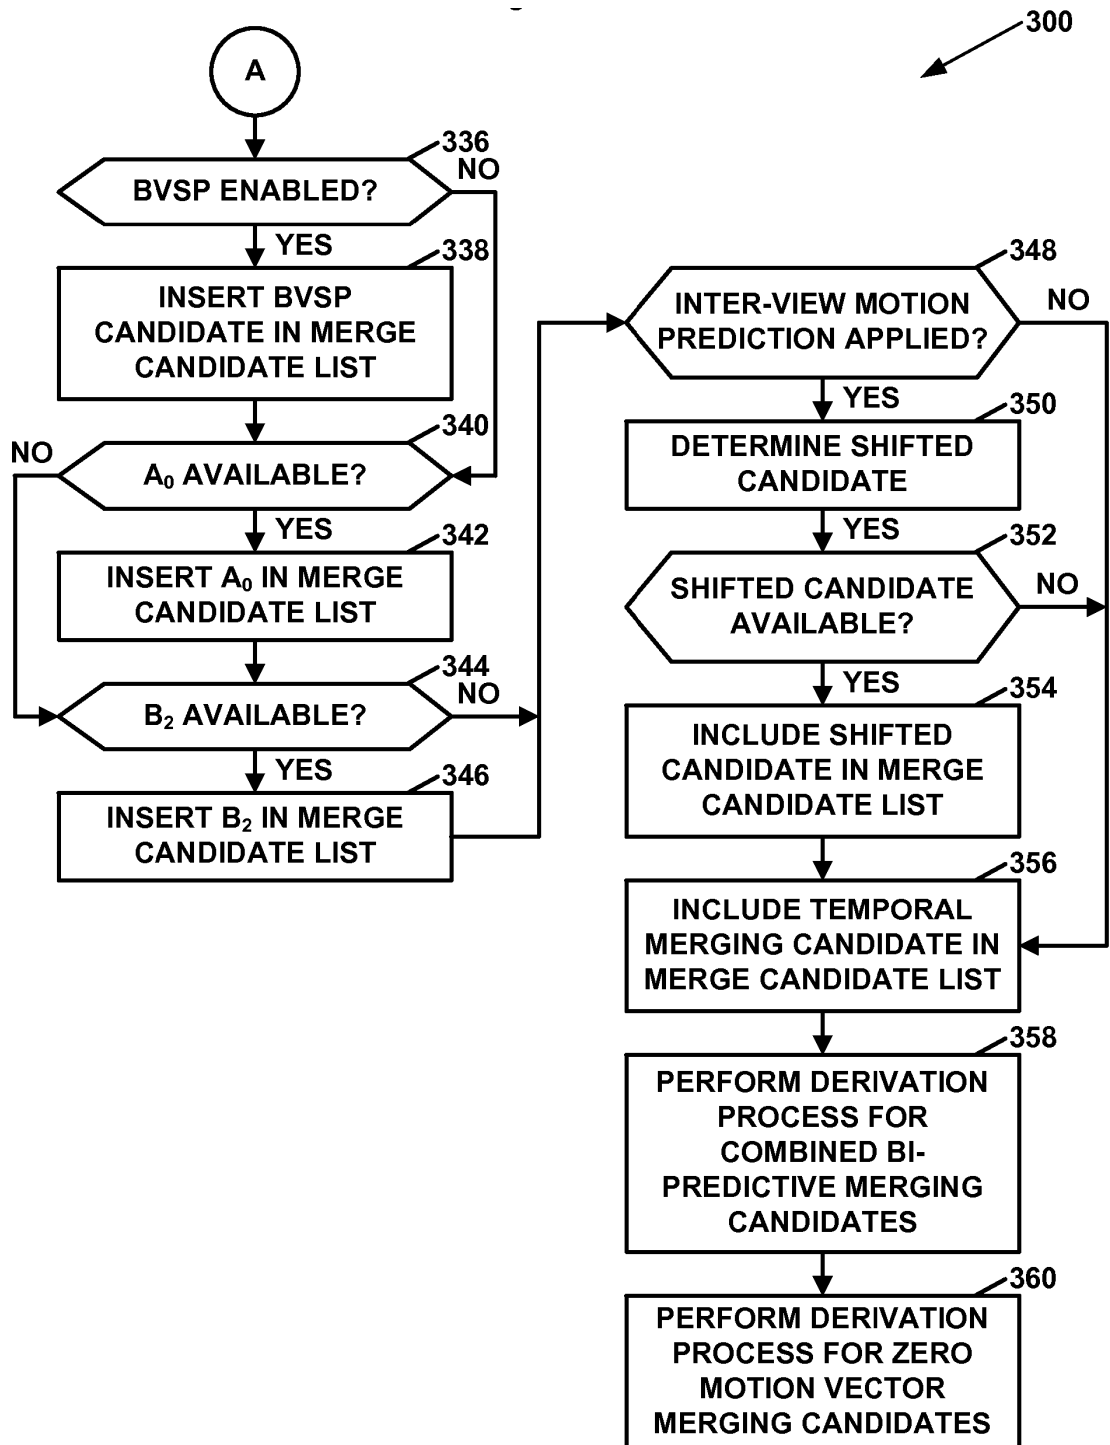 300
A
336
BVSP ENABLED?
NO
YES
338
INSERT BVSP
CANDIDATE IN MERGE
CANDIDATE LIST
340
NO
A0 AVAILABLE?
YES
342
INSERT A0 IN MERGE
CANDIDATE LIST
344
B2 AVAILABLE?
NO
YES
346
INSERT B2 IN MERGE
CANDIDATE LIST
348
INTER-VIEW MOTION
PREDICTION APPLIED?
NO
YES
350
DETERMINE SHIFTED
CANDIDATE
YES
352
SHIFTED CANDIDATE
AVAILABLE?
NO
YES
354
INCLUDE SHIFTED
CANDIDATE IN MERGE
CANDIDATE LIST
356
INCLUDE TEMPORAL
MERGING CANDIDATE IN
MERGE CANDIDATE LIST
358
PERFORM DERIVATION
PROCESS FOR
COMBINED BI-
PREDICTIVE MERGING
CANDIDATES
360
PERFORM DERIVATION
PROCESS FOR ZERO
MOTION VECTOR
MERGING CANDIDATES